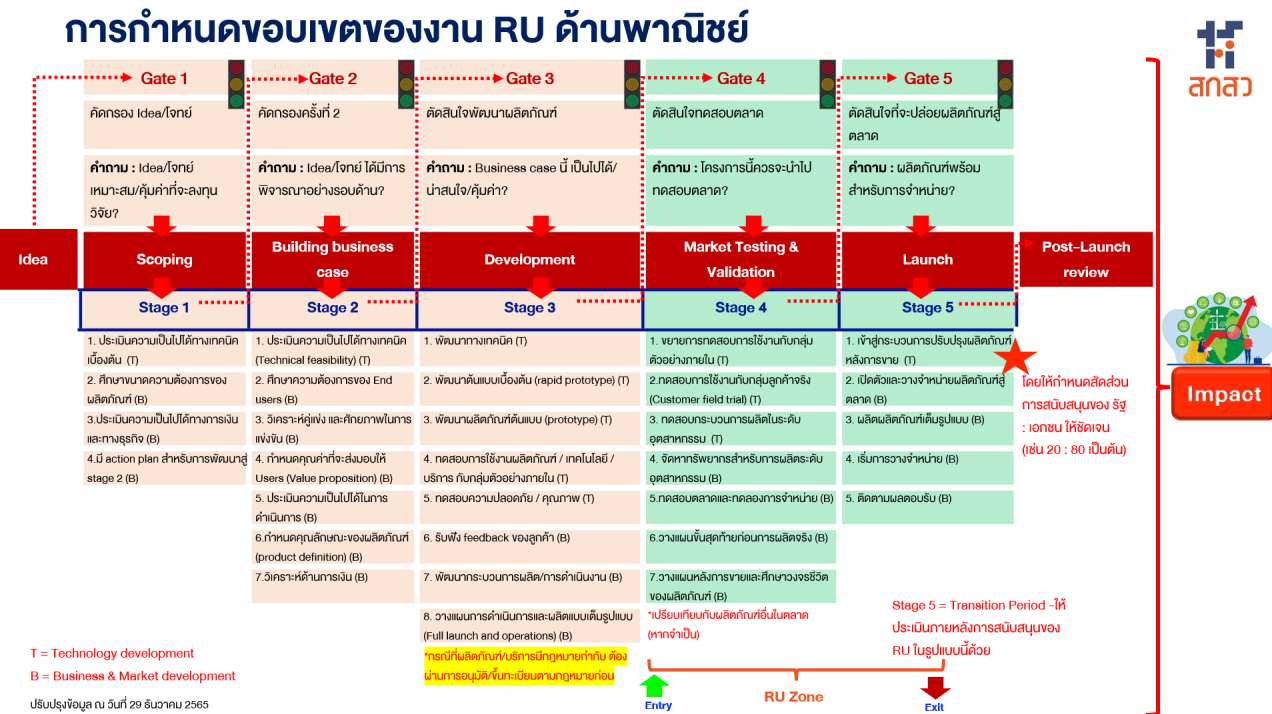 การกำหนดขอบเขตของงาน RU ด้านพาณิชย์
สกสว
Gate 1
Gate 2
Gate 3
Gate 4
Gate 5
คัดกรอง Idea/โจทย์
คัดกรองครั้งที่ 2
ตัดสินใจพัฒนาผลิตภัณฑ์
ตัดสินใจทดสอบตลาด
ตัดสินใจที่จะปล่อยผลิตภัณฑ์สู่
ตลาด
คำถาม : Idea/โจทย์
เหมาะสม/คุ้มค่าที่จะลงทุน
วิจัย?
คำถาม : Idea/โจทย์ ได้มีการ
พิจารณาอย่างรอบด้าน?
คำถาม : Business case นี้ เป็นไปได้/
น่าสนใจ/คุ้มค่า?
คำถาม : โครงการนี้ควรจะนำไป
ทดสอบตลาด?
คำถาม : ผลิตภัณฑ์พร้อม
สำหรับการจำหน่าย?
Idea
Scoping
Building business
case
Development
Market Testing &
Validation
Launch
Post-Launch
review
Stage 1
Stage 2
Stage 3
Stage 4
Stage 5
1. ประเมินความเป็นไปได้ทางเทคนิค
เบื้องต้น (T)
2. ศึกษาขนาดความต้องการของ
ผลิตภัณฑ์ (B)
3.ประเมินความเป็นไปได้ทางการเงิน
และทางธุรกิจ (B)
4.มี action plan สำหรับการพัฒนาสู่
stage 2 (B)
1. ประเมินความเป็นไปได้ทางเทคนิค
(Technical feasibility) (T)
2. ศึกษาความต้องการของ End
users (B)
3. วิเคราะห์คู่แข่ง และศักยภาพในการ
แข่งขัน (B)
4. กำหนดคุณค่าที่จะส่งมอบให้
Users (Value proposition) (B)
5. ประเมินความเป็นไปได้ในการ
ดำเนินการ (B)
6.กำหนดคุณลักษณะของผลิตภัณฑ์
(product definition) (B)
7.วิเคราะห์ด้านการเงิน (B)
1. พัฒนาทางเทคนิค (T)
2. พัฒนาต้นแบบเบื้องต้น (rapid prototype) (T)
3. พัฒนาผลิตภัณฑ์ต้นแบบ (prototype) (T)
4. ทดสอบการใช้งานผลิตภัณฑ์ / เทคโนโลยี /
บริการ กับกลุ่มตัวอย่างภายใน (T)
5. ทดสอบความปลอดภัย / คุณภาพ (T)
6. รับฟัง feedback ของลูกค้า (B)
7. พัฒนากระบวนการผลิต/การดำเนินงาน (B)
8. วางแผนการดำเนินการและผลิตแบบเต็มรูปแบบ
(Full launch and operations) (B)
*กรณีที่ผลิตภัณฑ์/บริการมีกฎหมายกำกับ ต้อง
ผ่านการอนุมัติ/ขึ้นทะเบียนตามกฎหมายก่อน
1. ขยายการทดสอบการใช้งานกับกลุ่ม
ตัวอย่างภายใน (T)
2.ทดสอบการใช้งานกับกลุ่มลูกค้าจริง
(Customer field trial) (T)
3. ทดสอบกระบวนการผลิตในระดับ
อุตสาหกรรม (T)
4. จัดหาทรัพยากรสำหรับการผลิตระดับ
อุตสาหกรรม (B)
5.ทดสอบตลาดและทดลองการจำหน่าย (B)
6.วางแผนขั้นสุดท้ายก่อนการผลิตจริง (B)
7.วางแผนหลังการขายและศึกษาวงจรชีวิต
ของผลิตภัณฑ์ (B)
*เปรียบเทียบกับผลิตภัณฑ์อื่นในตลาด
(หากจำเป็น)
1. เข้าสู่กระบวนการปรับปรุงผลิตภัณฑ์
หลังการขาย (T)
2. เปิดตัวและวางจำหน่ายผลิตภัณฑ์สู่
ตลาด (B)
3. ผลิตผลิตภัณฑ์เต็มรูปแบบ (B)
4. เริ่มการวางจำหน่าย (B)
5. ติดตามผลตอบรับ (B)
โดยให้กำหนดสัดส่วน
การสนับสนุนของ รัฐ
: เอกชน ให้ชัดเจน
(เช่น 20 : 80 เป็นต้น)
Impact
Stage 5 = Transition Period -ให้
ประเมินภายหลังการสนับสนุนของ
RU ในรูปแบบนี้ด้วย
T = Technology development
B = Business & Market development
ปรับปรุงข้อมูล ณ วันที่ 29 ธันวาคม 2565
Entry
RU Zone
Exit